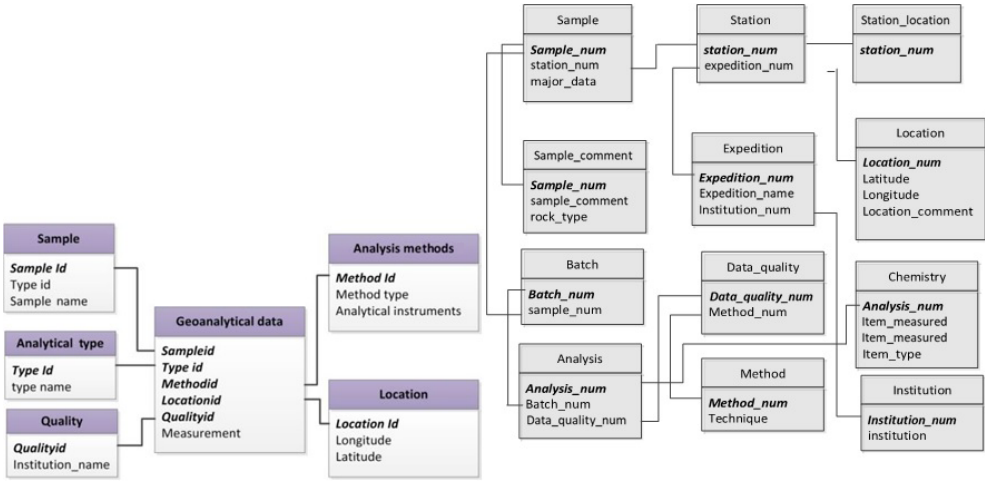 Sample
Sample Id
Type id
Sample name
Analytical type
Type Id
type name
Quality
Qualityid
Institution_name
Geoanalytical data
Sampleid
Type id
Methodid
Locationid
Qualityid
Measurement
Analysis methods
Method Id
Method type
Analytical instruments
Location
Location Id
Longitude
Latitude
Sample
Sample_num
station_num
major_data
Station
station_num
expedition_num
Station_location
station_num
Sample_comment
Sample_num
sample_comment
rock_type
Expedition
Expedition_num
Expedition_name
Institution_num
Location
Location_num
Latitude
Longitude
Location_comment
Batch
Batch_num
sample_num
Data_quality
Data_quality_num
Method_num
Chemistry
Analysis_num
Item_measured
Item_measured
Item_type
Analysis
Analysis_num
Batch_num
Data_quality_num
Method
Method_num
Technique
Institution
Institution_num
institution